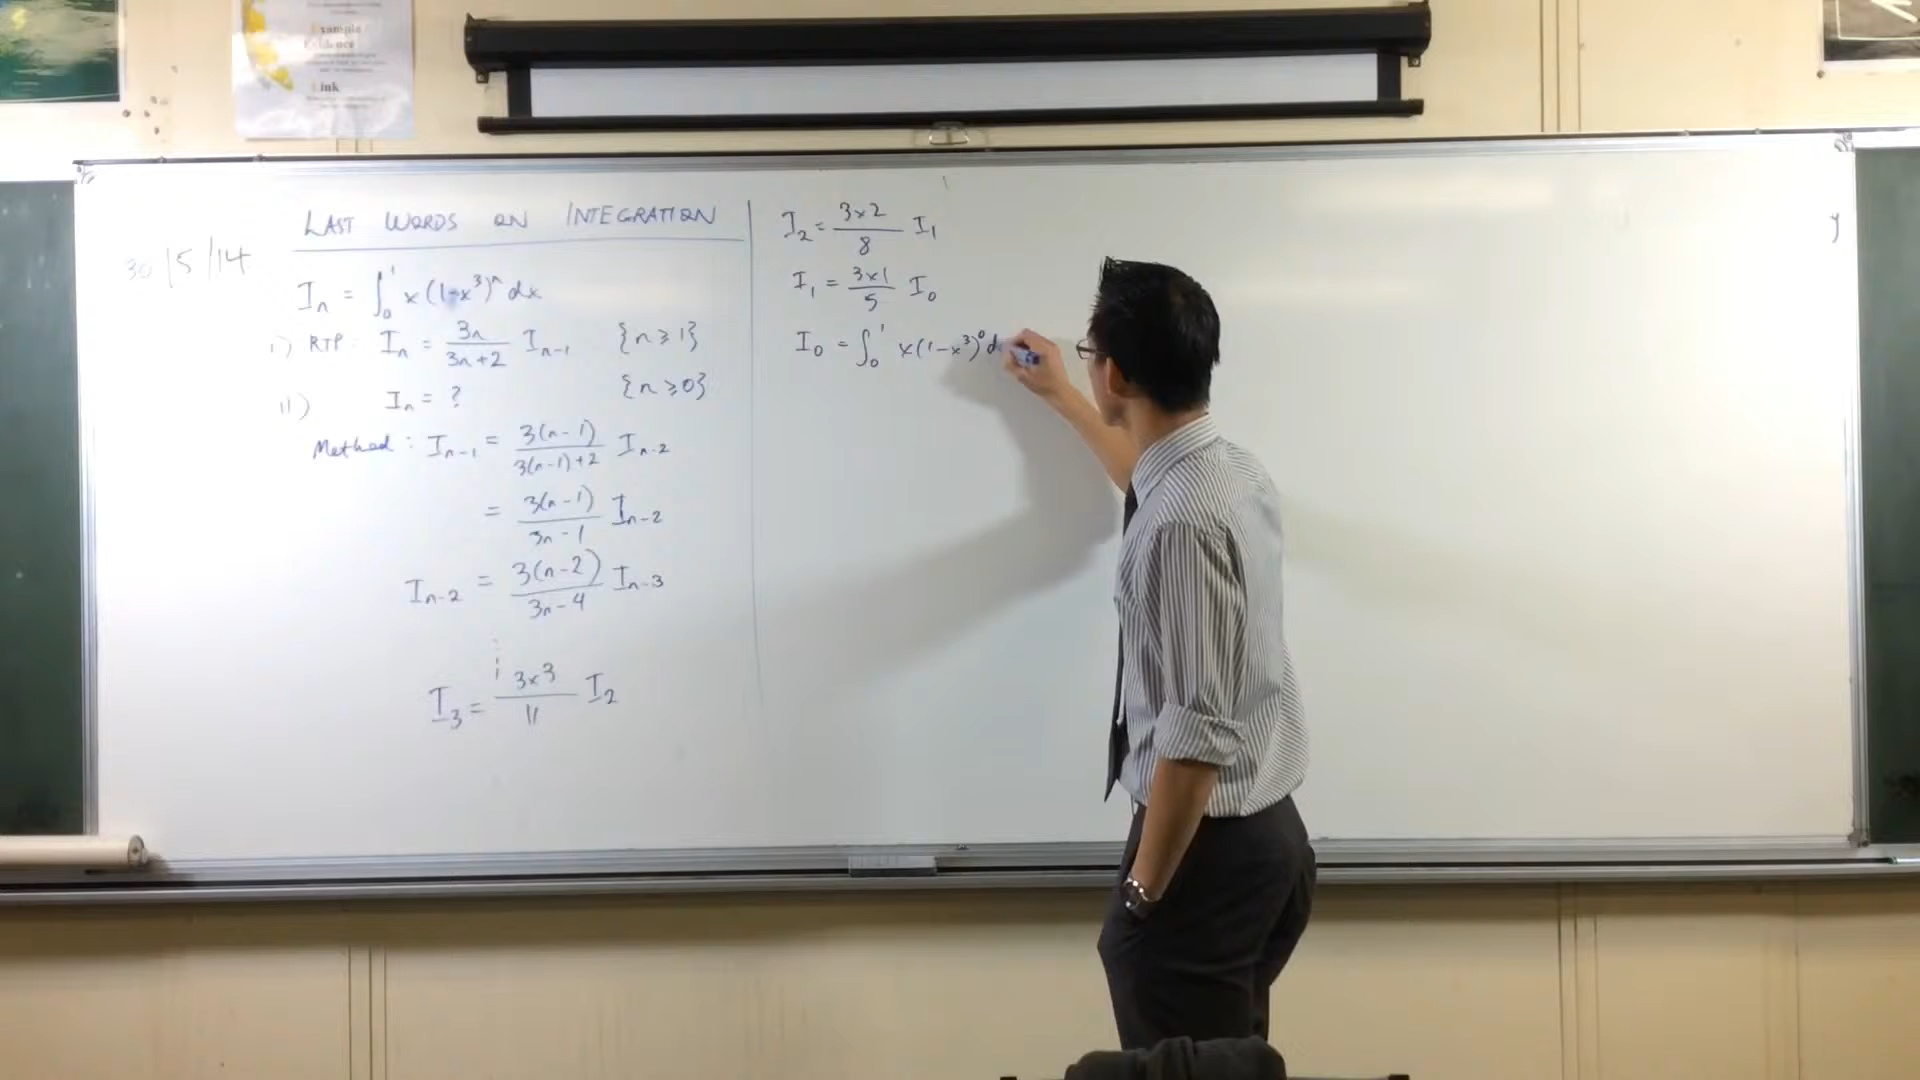 Example
Evidence
Link
LAST WORDS ON INTEGRATION
30/5/14
Iₙ = ∫₀¹ x(1-x³)ⁿ dx
i) RTP: Iₙ = 3n/(3n+2) Iₙ₋₁ {n ≥ 1}
ii) Iₙ = ? {n ≥ 0}
Method: Iₙ₋₁ = 3(n-1)/(3(n-1)+2) Iₙ₋₂
= 3(n-1)/(3n-1) Iₙ₋₂
Iₙ₋₂ = 3(n-2)/(3n-4) Iₙ₋₃
⋮
I₃ = 3×3/11 I₂
I₂ = 3×2/8 I₁
I₁ = 3×1/5 I₀
I₀ = ∫₀¹ x(1-x³)⁰ d
y